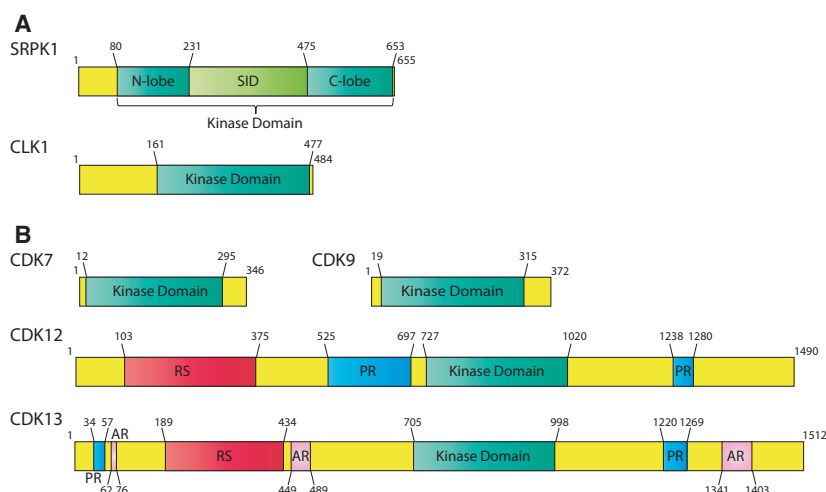 A
SRPK1
1 80 231 475 653
655
N-lobe SID C-lobe
Kinase Domain
CLK1
1 161 477
484
Kinase Domain
B
CDK7
1 12 295 346
Kinase Domain
CDK9
1 19 315 372
Kinase Domain
CDK12
1 103 375 525 697 727 1020 1238 1280 1490
RS PR Kinase Domain PR
CDK13
1 34 57 189 434 705 998 1220 1269 1512
AR
RS AR Kinase Domain PR AR
PR
62 76 449 489 1341 1403